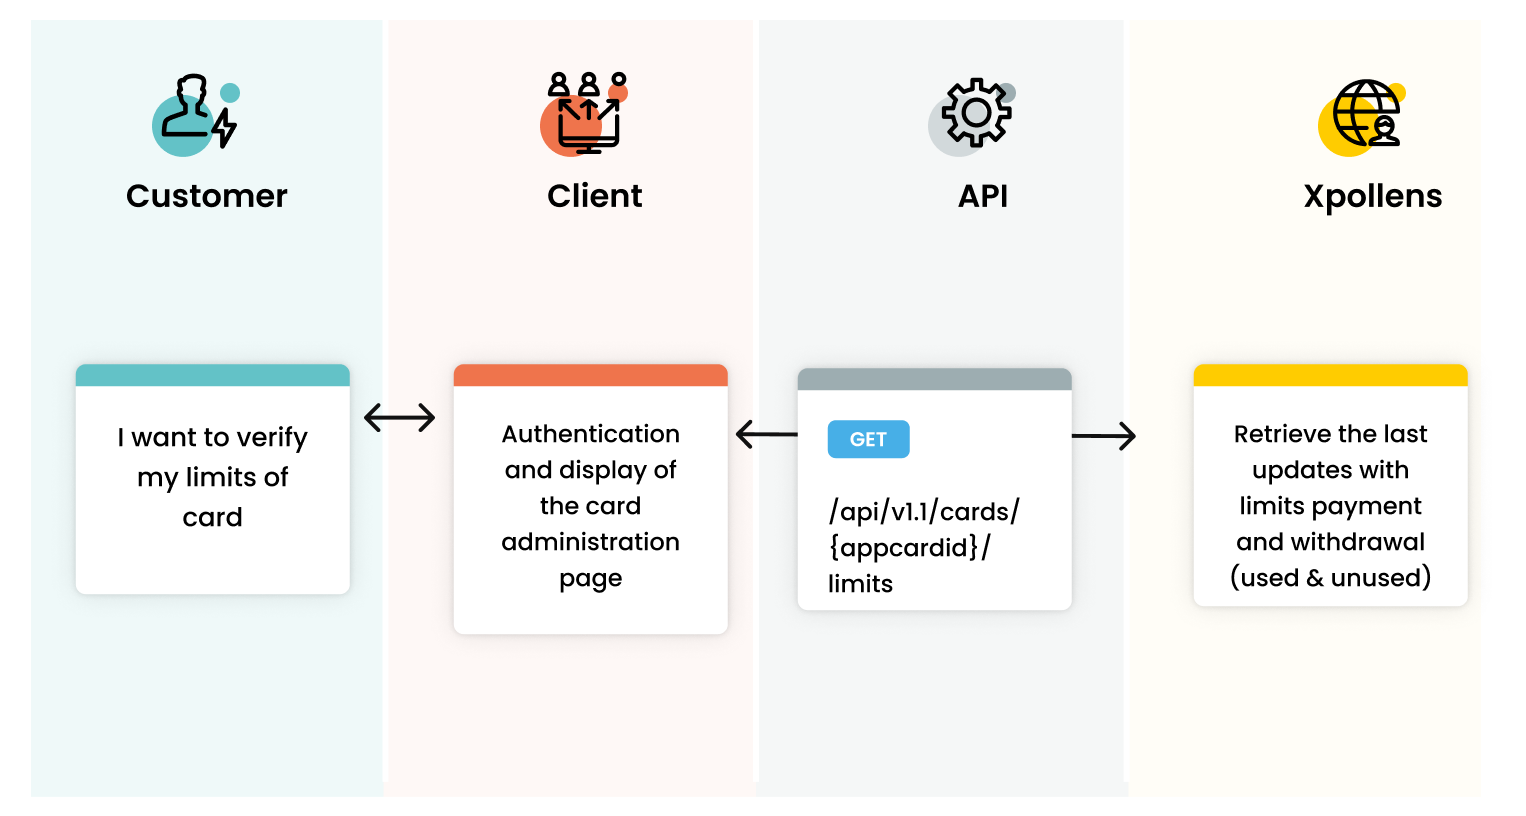 Customer
Client
API
Xpollens
I want to verify
my limits of
card
Authentication
and display of
the card
administration
page
GET
/api/v1.1/cards/
{appcardid}/
limits
Retrieve the last
updates with
limits payment
and withdrawal
(used & unused)